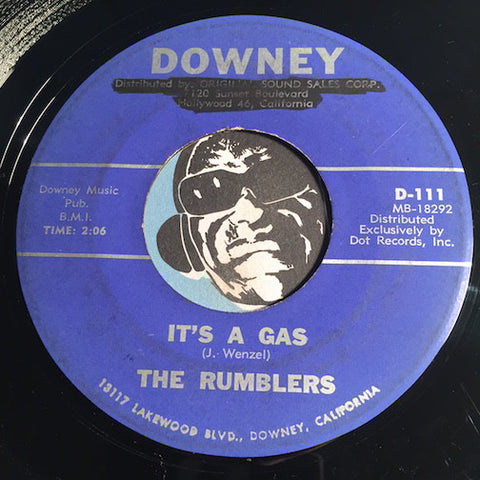 DOWNEY
Distributed by: ORIGINAL SOUND SALES CORP.
7120 Sunset Boulevard
Hollywood 46, California
Downey Music
Pub.
B.M.I.
TIME: 2:06
D-111
MB-18292
Distributed
Exclusively by
Dot Records, Inc.
IT'S A GAS
(J. Wenzel)
THE RUMBLERS
13117 LAKEWOOD BLVD., DOWNEY, CALIFORNIA